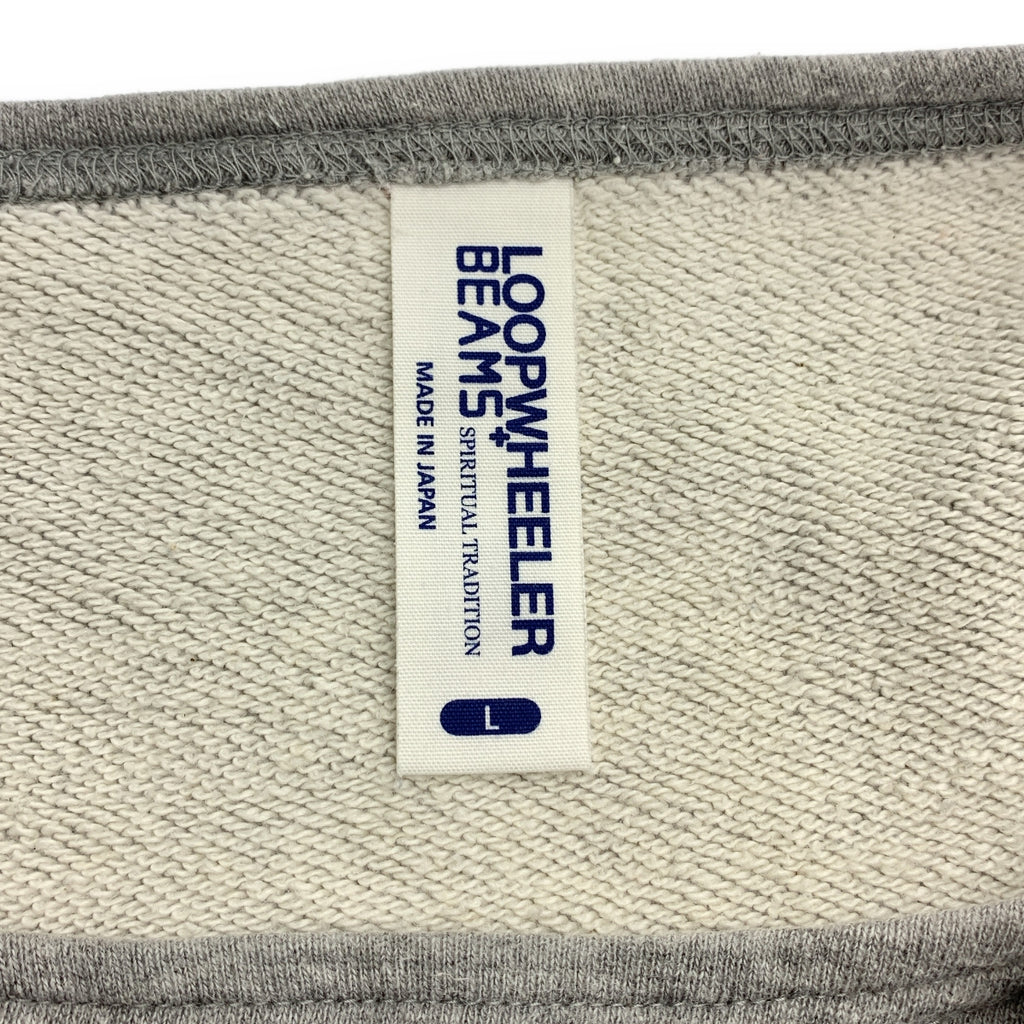 LOOPWHEELER
+
BEAMS SPIRITUAL TRADITION
MADE IN JAPAN
L